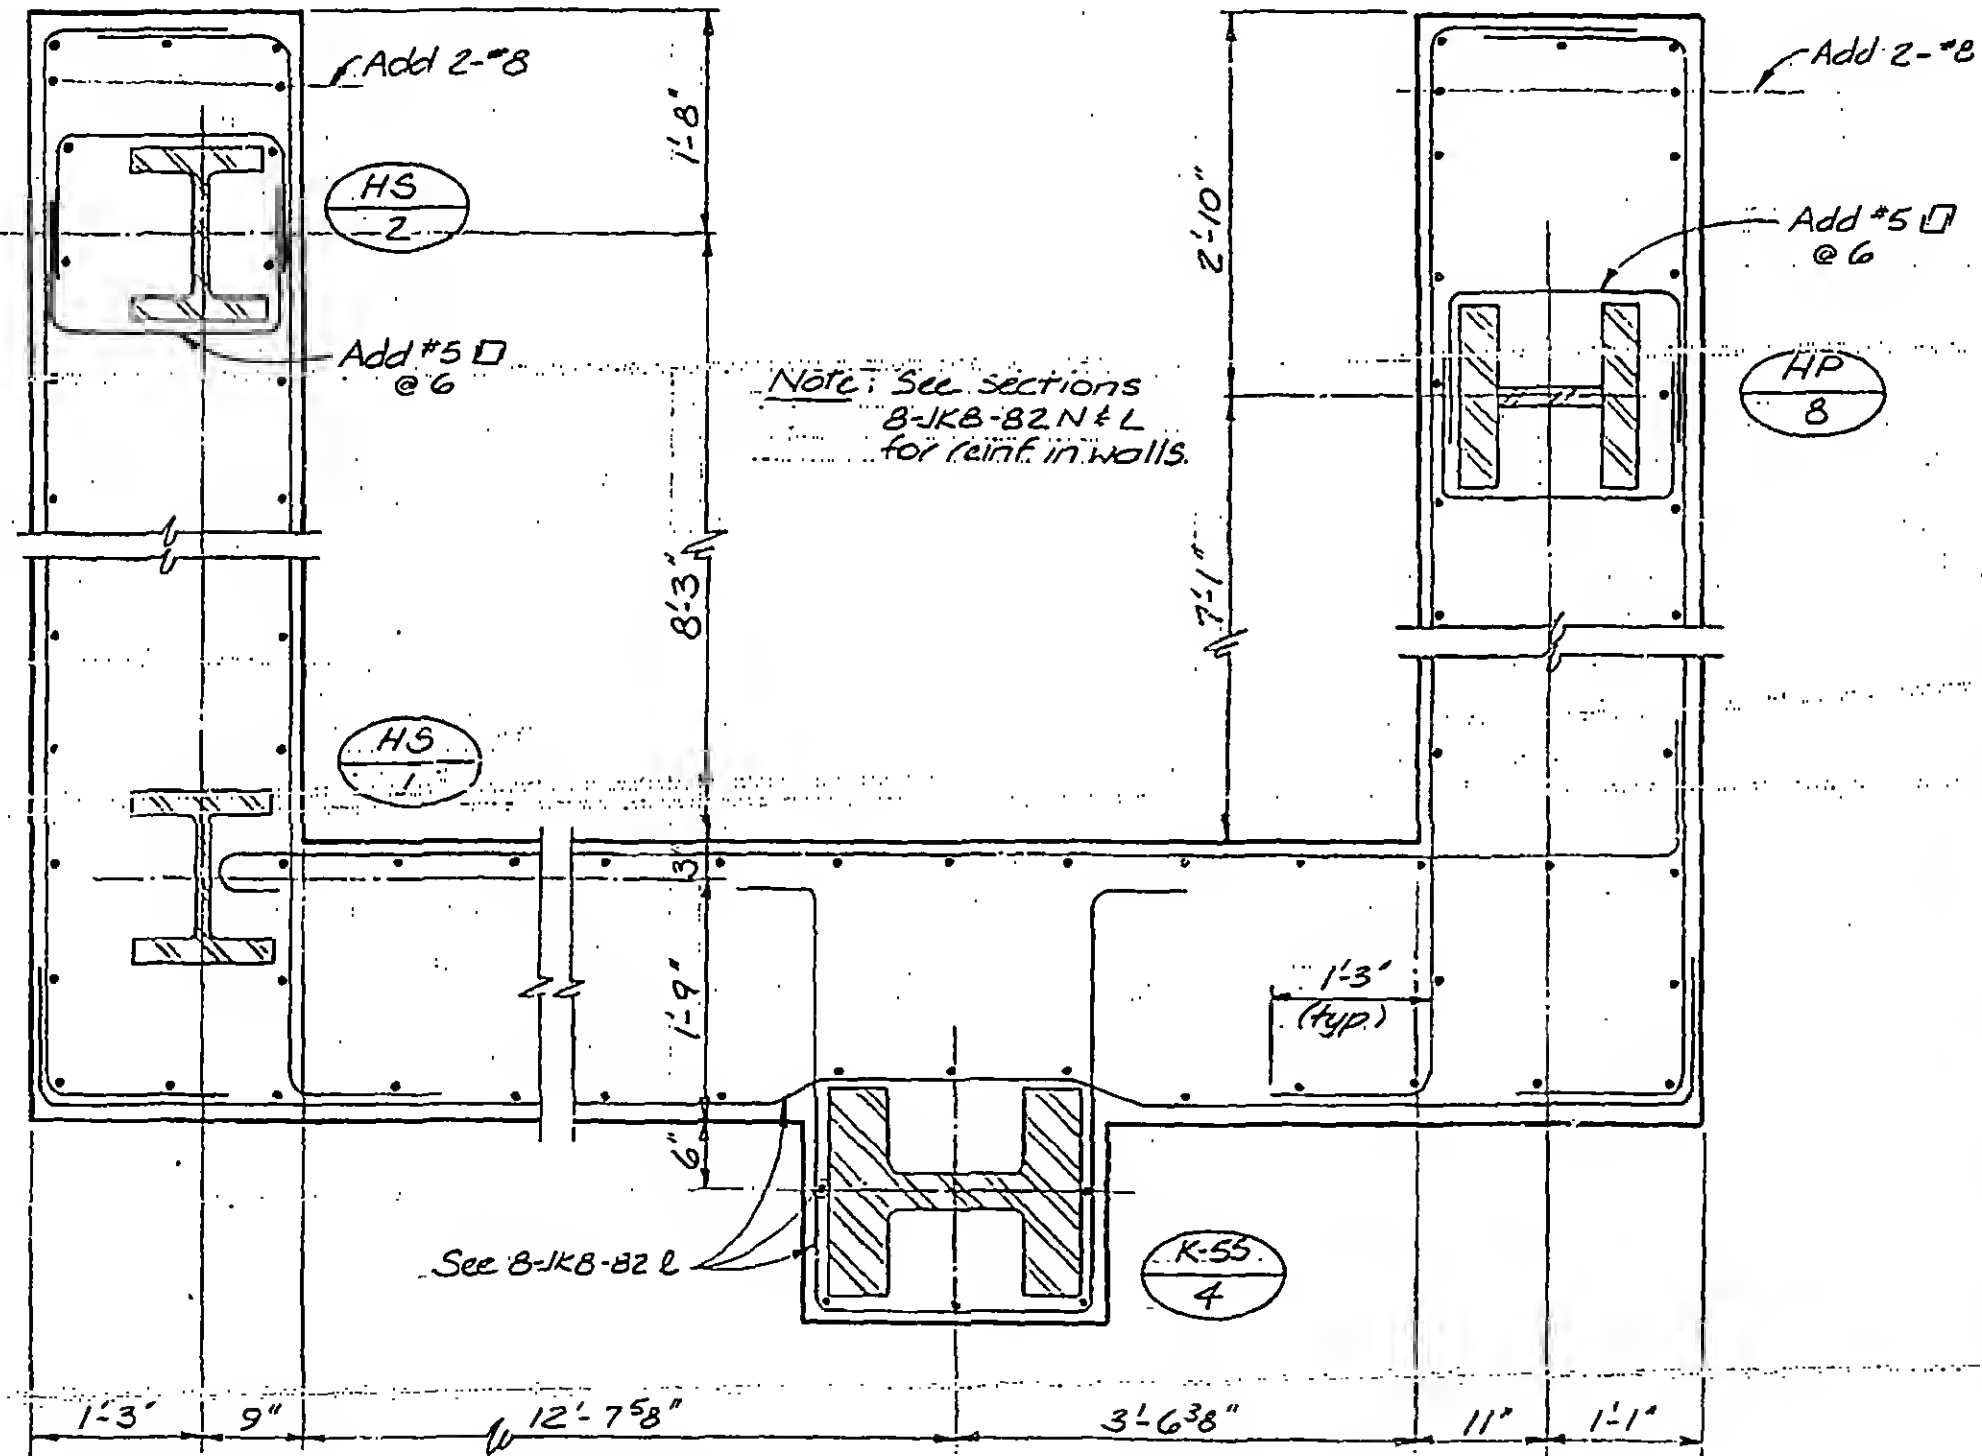 Add 2-#8
1'-8"
Add 2-#8
HS
2
2'-10"
Add #5
@ 6
Add #5
@ 6
Note: See sections
8-JKB-82 N & L
for reinf. in walls.
HP
8
8'-3"
7'-1"
HS
1
3
1'-9"
1'-3"
(typ.)
6"
See 8-JKB-82 l
K-55
4
1'-3"
9"
12'-7 5/8"
3'-6 3/8"
11"
1'-1"